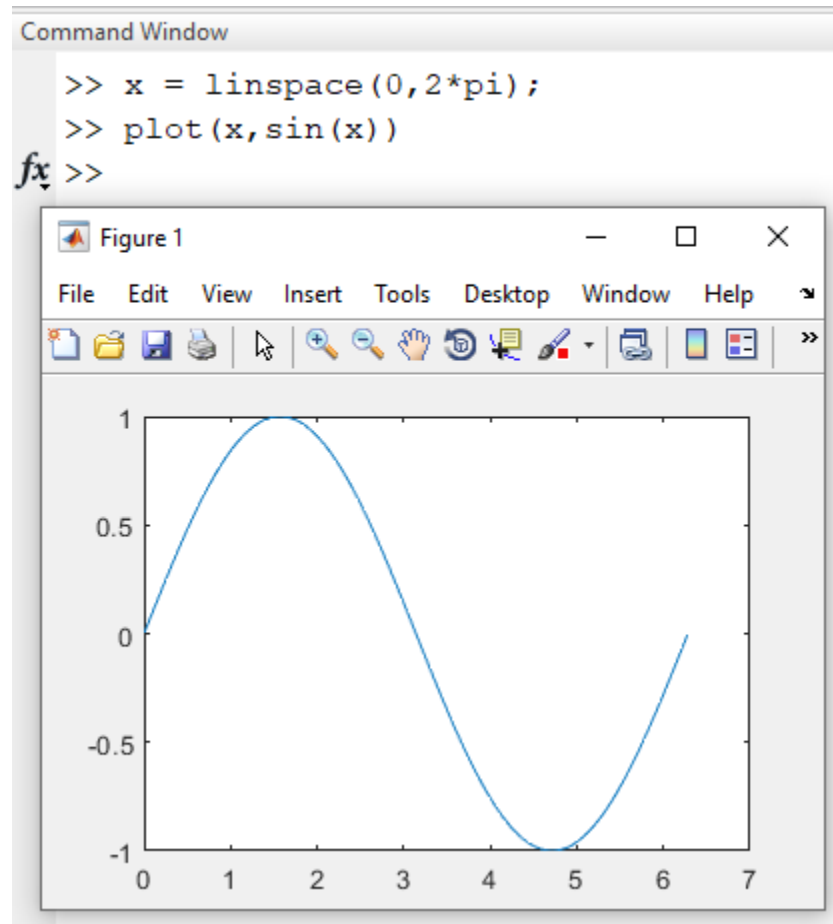 Command Window
>> x = linspace(0,2*pi);
>> plot(x,sin(x))
fx >>
Figure 1
File Edit View Insert Tools Desktop Window Help
1
0.5
0
-0.5
-1
0 1 2 3 4 5 6 7